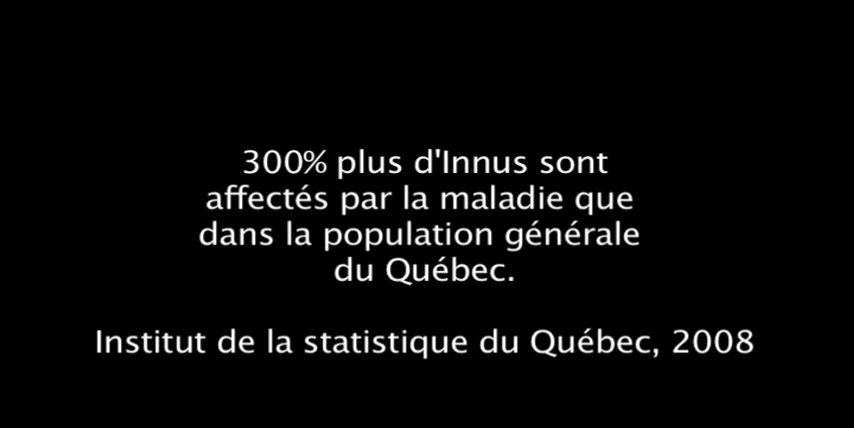 300% plus d'Innus sont
affectés par la maladie que
dans la population générale
du Québec.
Institut de la statistique du Québec, 2008